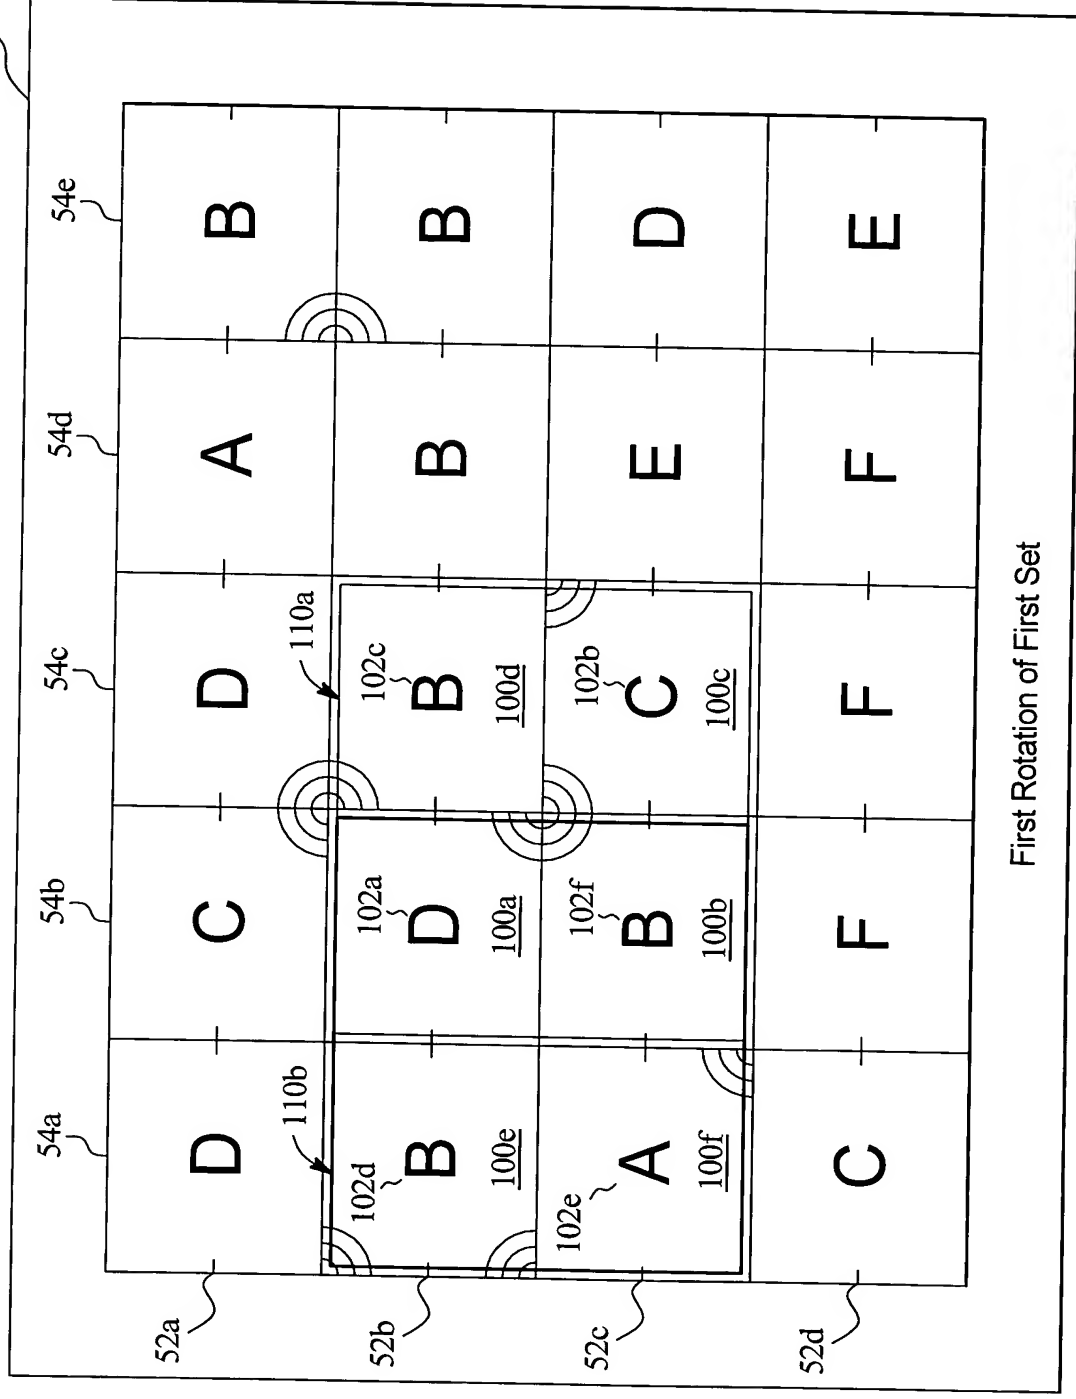 54a 54b 54c 54d 54e
52a D C D A B
110b 110a
102d 102a 102c
52b B D B B B
100e 100a 100d
102e 102f 102b
52c A B C E D
100f 100b 100c
52d C F F F E
First Rotation of First Set